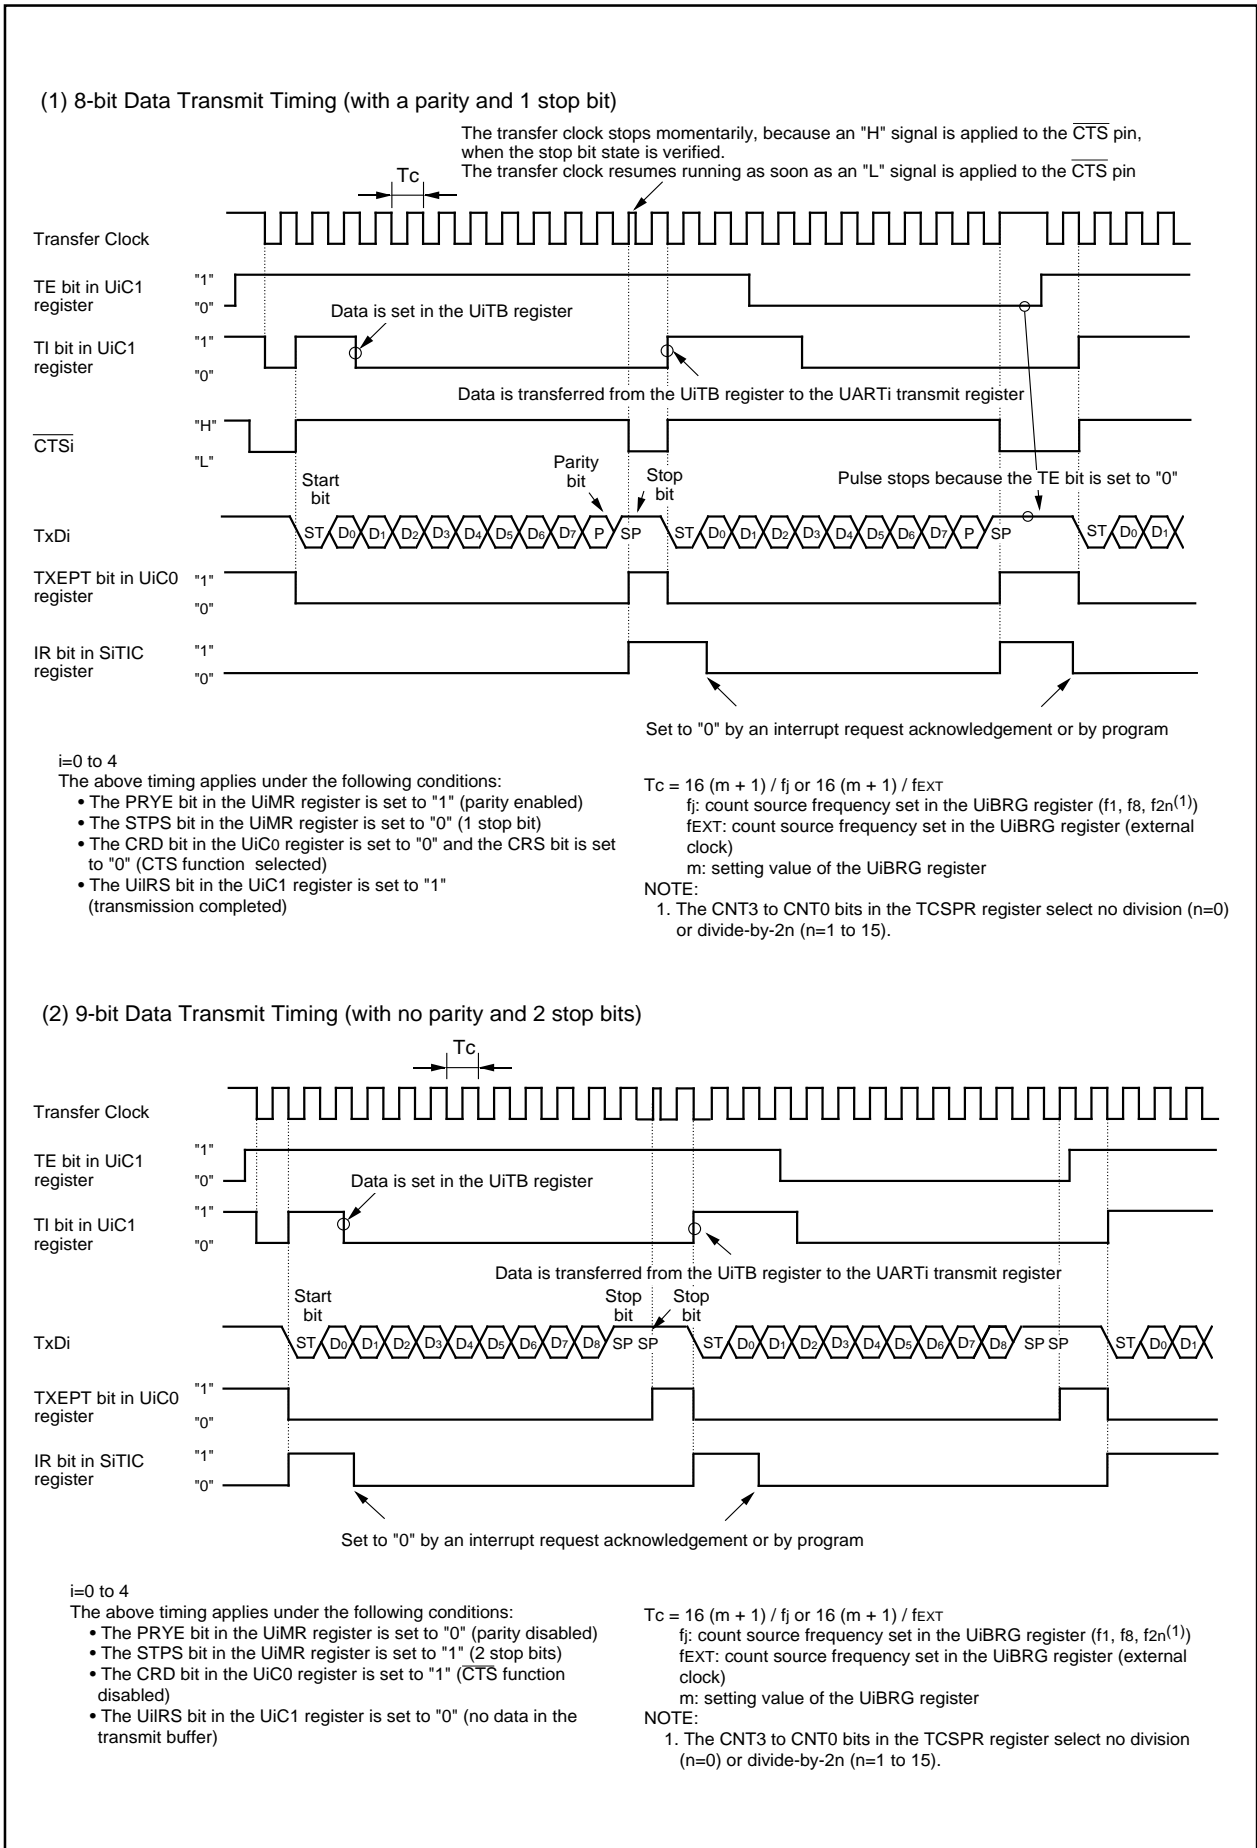 (1) 8-bit Data Transmit Timing (with a parity and 1 stop bit)
The transfer clock stops momentarily, because an "H" signal is applied to the CTS pin,
when the stop bit state is verified.
The transfer clock resumes running as soon as an "L" signal is applied to the CTS pin
Tc
Transfer Clock
TE bit in UiC1
register
"1"
"0"
Data is set in the UiTB register
TI bit in UiC1
register
"1"
"0"
Data is transferred from the UiTB register to the UARTi transmit register
CTSi
"H"
"L"
Start
bit
Parity
bit
Stop
bit
Pulse stops because the TE bit is set to "0"
TxDi
ST D0 D1 D2 D3 D4 D5 D6 D7 P SP ST D0 D1 D2 D3 D4 D5 D6 D7 P SP ST D0 D1
TXEPT bit in UiC0
register
"1"
"0"
IR bit in SiTIC
register
"1"
"0"
Set to "0" by an interrupt request acknowledgement or by program
i=0 to 4
The above timing applies under the following conditions:
• The PRYE bit in the UiMR register is set to "1" (parity enabled)
• The STPS bit in the UiMR register is set to "0" (1 stop bit)
• The CRD bit in the UiC0 register is set to "0" and the CRS bit is set
to "0" (CTS function selected)
• The UiIRS bit in the UiC1 register is set to "1"
(transmission completed)
Tc = 16 (m + 1) / fj or 16 (m + 1) / fEXT
fj: count source frequency set in the UiBRG register (f1, f8, f2n(1))
fEXT: count source frequency set in the UiBRG register (external
clock)
m: setting value of the UiBRG register
NOTE:
1. The CNT3 to CNT0 bits in the TCSPR register select no division (n=0)
or divide-by-2n (n=1 to 15).
(2) 9-bit Data Transmit Timing (with no parity and 2 stop bits)
Tc
Transfer Clock
TE bit in UiC1
register
"1"
"0"
Data is set in the UiTB register
TI bit in UiC1
register
"1"
"0"
Data is transferred from the UiTB register to the UARTi transmit register
Start
bit
Stop
bit
Stop
bit
TxDi
ST D0 D1 D2 D3 D4 D5 D6 D7 D8 SP SP ST D0 D1 D2 D3 D4 D5 D6 D7 D8 SP SP ST D0 D1
TXEPT bit in UiC0
register
"1"
"0"
IR bit in SiTIC
register
"1"
"0"
Set to "0" by an interrupt request acknowledgement or by program
i=0 to 4
The above timing applies under the following conditions:
• The PRYE bit in the UiMR register is set to "0" (parity disabled)
• The STPS bit in the UiMR register is set to "1" (2 stop bits)
• The CRD bit in the UiC0 register is set to "1" (CTS function
disabled)
• The UiIRS bit in the UiC1 register is set to "0" (no data in the
transmit buffer)
Tc = 16 (m + 1) / fj or 16 (m + 1) / fEXT
fj: count source frequency set in the UiBRG register (f1, f8, f2n(1))
fEXT: count source frequency set in the UiBRG register (external
clock)
m: setting value of the UiBRG register
NOTE:
1. The CNT3 to CNT0 bits in the TCSPR register select no division
(n=0) or divide-by-2n (n=1 to 15).